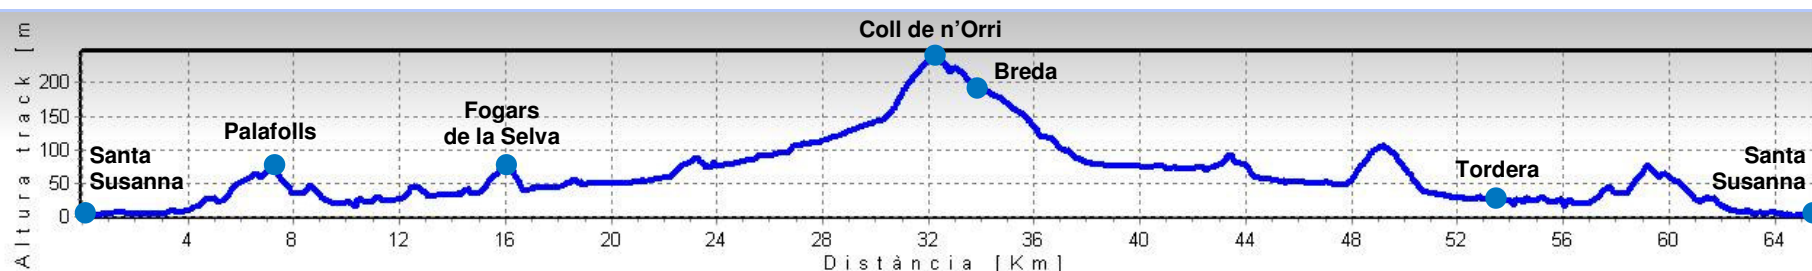 Coll de n’Orri
Breda
Fogars
de la Selva
Palafolls
Santa
Susanna
Tordera
Santa
Susanna
Altura track [m
200
150
100
50
0
4 8 12 16 20 24 28 32 36 40 44 48 52 56 60 64
Distància [Km]